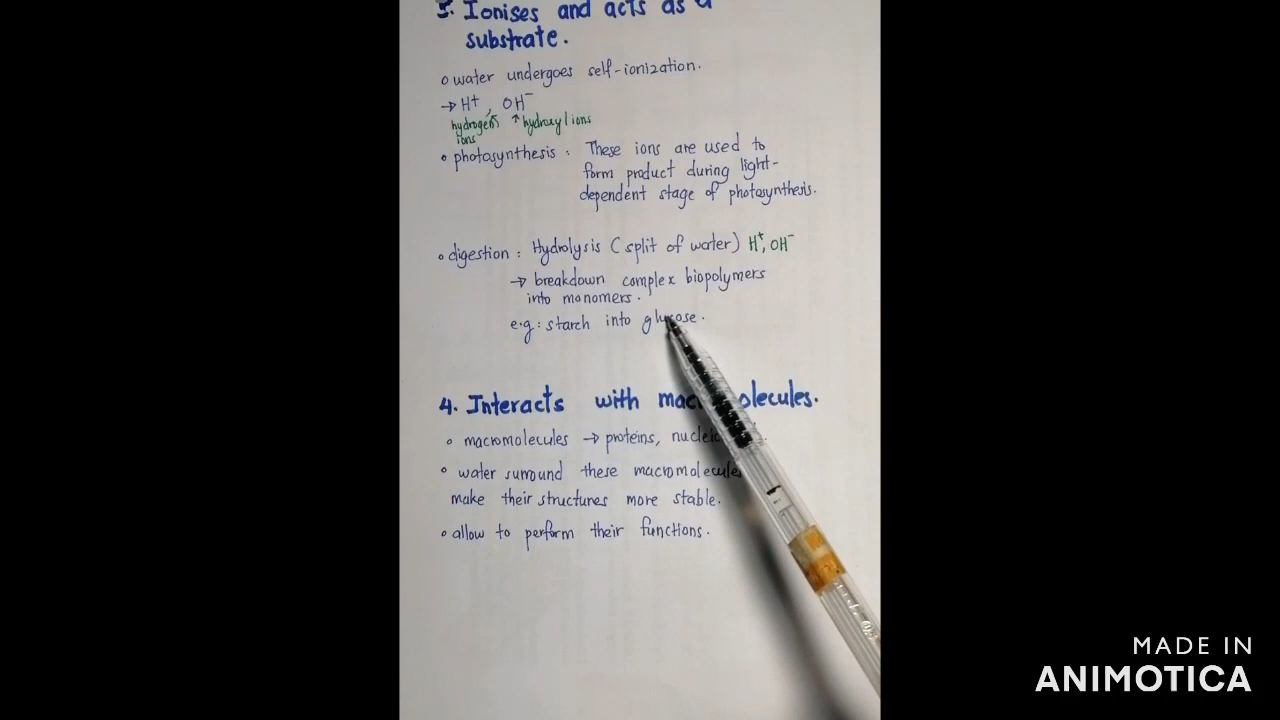 3. Ionises and acts as a
substrate.
o water undergoes self-ionization.
→ H+, OH-
hydrogen ions
hydroxyl ions
• photosynthesis : These ions are used to
form product during light-
dependent stage of photosynthesis.
• digestion : Hydrolysis (split of water) H+, OH-
→ breakdown complex biopolymers
into monomers.
e.g: starch into glucose.
4. Interacts with
• macromolecules → proteins,
• water surround these macromolecules
make their structures more stable.
• allow to perform their functions.
MADE IN
ANIMOTICA